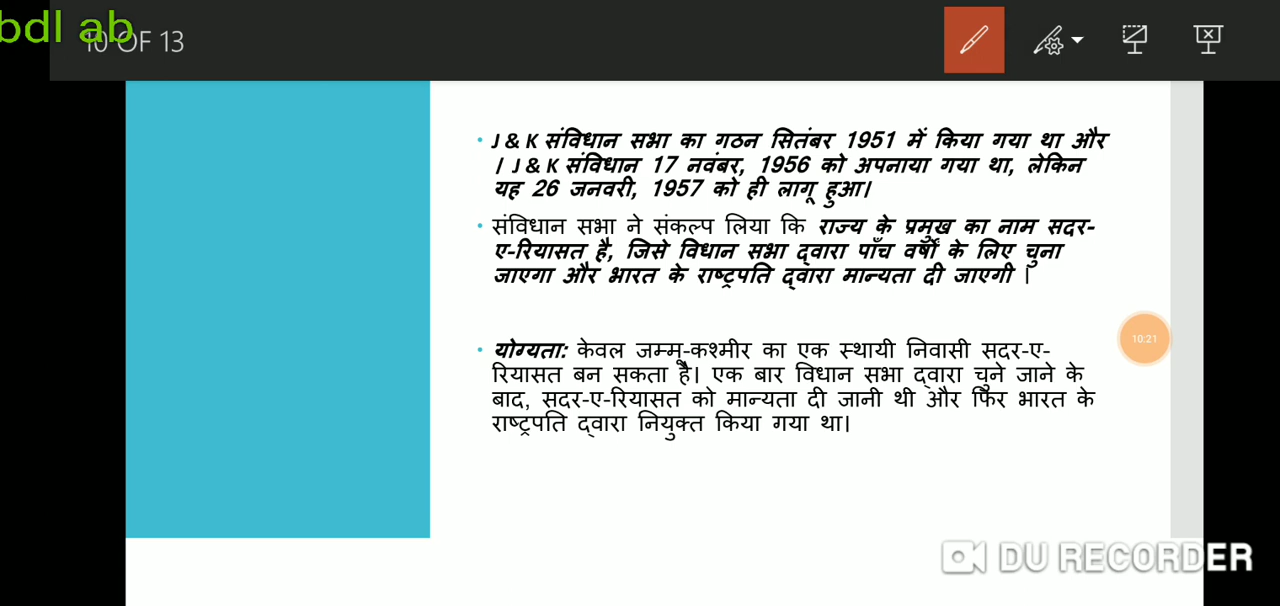 bdl ab
10 OF 13
• J & K संविधान सभा का गठन सितंबर 1951 में किया गया था और
। J & K संविधान 17 नवंबर, 1956 को अपनाया गया था, लेकिन
यह 26 जनवरी, 1957 को ही लागू हुआ।
• संविधान सभा ने संकल्प लिया कि राज्य के प्रमुख का नाम सदर-
ए-रियासत है, जिसे विधान सभा द्वारा पाँच वर्षों के लिए चुना
जाएगा और भारत के राष्ट्रपति द्वारा मान्यता दी जाएगी |
• योग्यता: केवल जम्मू-कश्मीर का एक स्थायी निवासी सदर-ए-
रियासत बन सकता है। एक बार विधान सभा द्वारा चुने जाने के
बाद, सदर-ए-रियासत को मान्यता दी जानी थी और फिर भारत के
राष्ट्रपति द्वारा नियुक्त किया गया था।
10:21
DU RECORDER